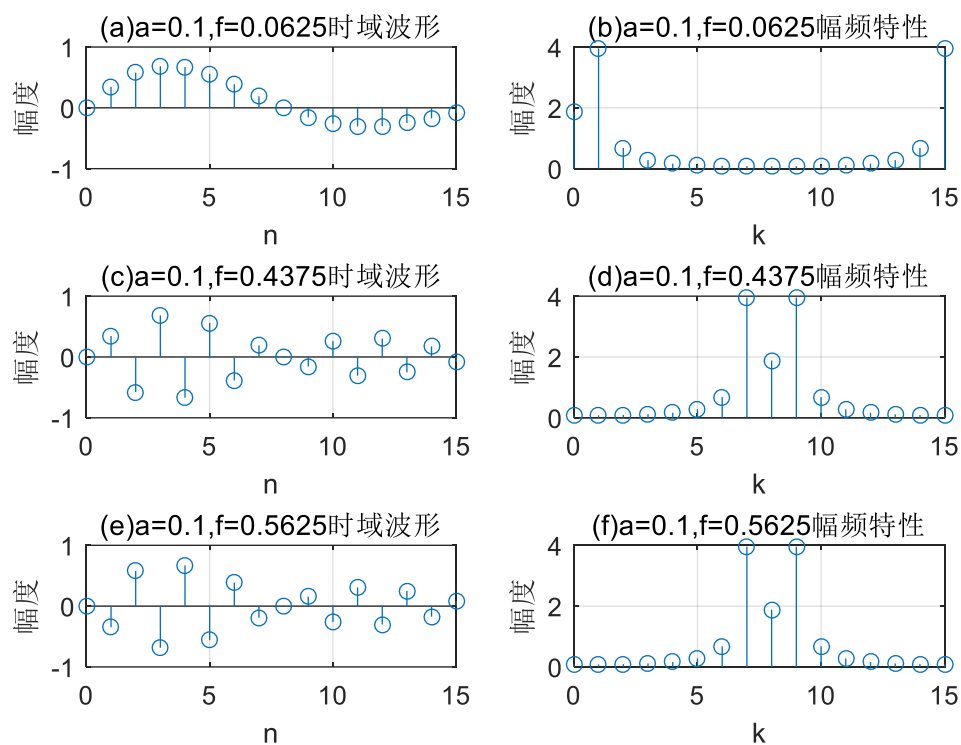 (a)a=0.1,f=0.0625时域波形
1
0
-1
幅度
0 5 10 15
n
(b)a=0.1,f=0.0625幅频特性
4
2
0
幅度
0 5 10 15
k
(c)a=0.1,f=0.4375时域波形
1
0
-1
幅度
0 5 10 15
n
(d)a=0.1,f=0.4375幅频特性
4
2
0
幅度
0 5 10 15
k
(e)a=0.1,f=0.5625时域波形
1
0
-1
幅度
0 5 10 15
n
(f)a=0.1,f=0.5625幅频特性
4
2
0
幅度
0 5 10 15
k